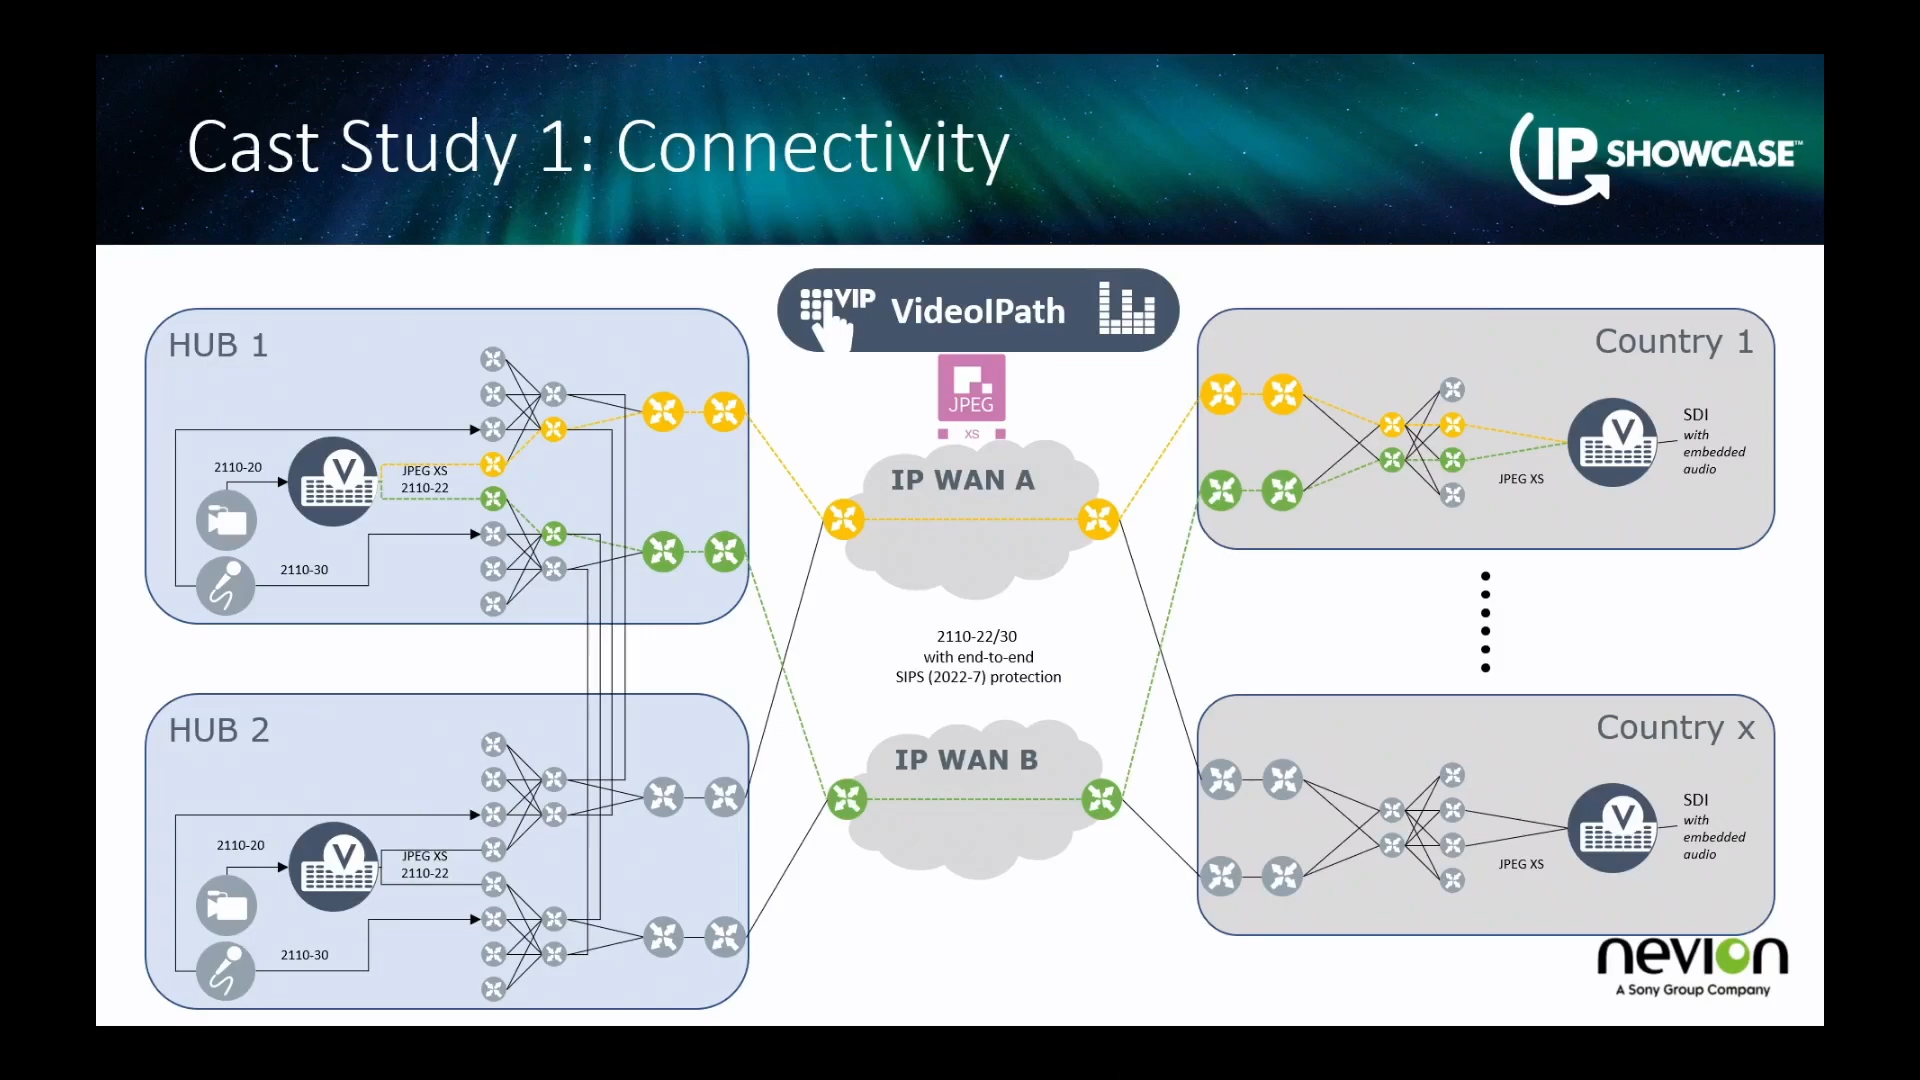 Cast Study 1: Connectivity
IP SHOWCASE™
VIP VideoIPath
JPEG
XS
HUB 1
2110-20
V
JPEG XS
2110-22
2110-30
IP WAN A
2110-22/30
with end-to-end
SIPS (2022-7) protection
IP WAN B
Country 1
V
SDI
with
embedded
audio
JPEG XS
HUB 2
2110-20
V
JPEG XS
2110-22
2110-30
Country x
V
SDI
with
embedded
audio
JPEG XS
nevion
A Sony Group Company